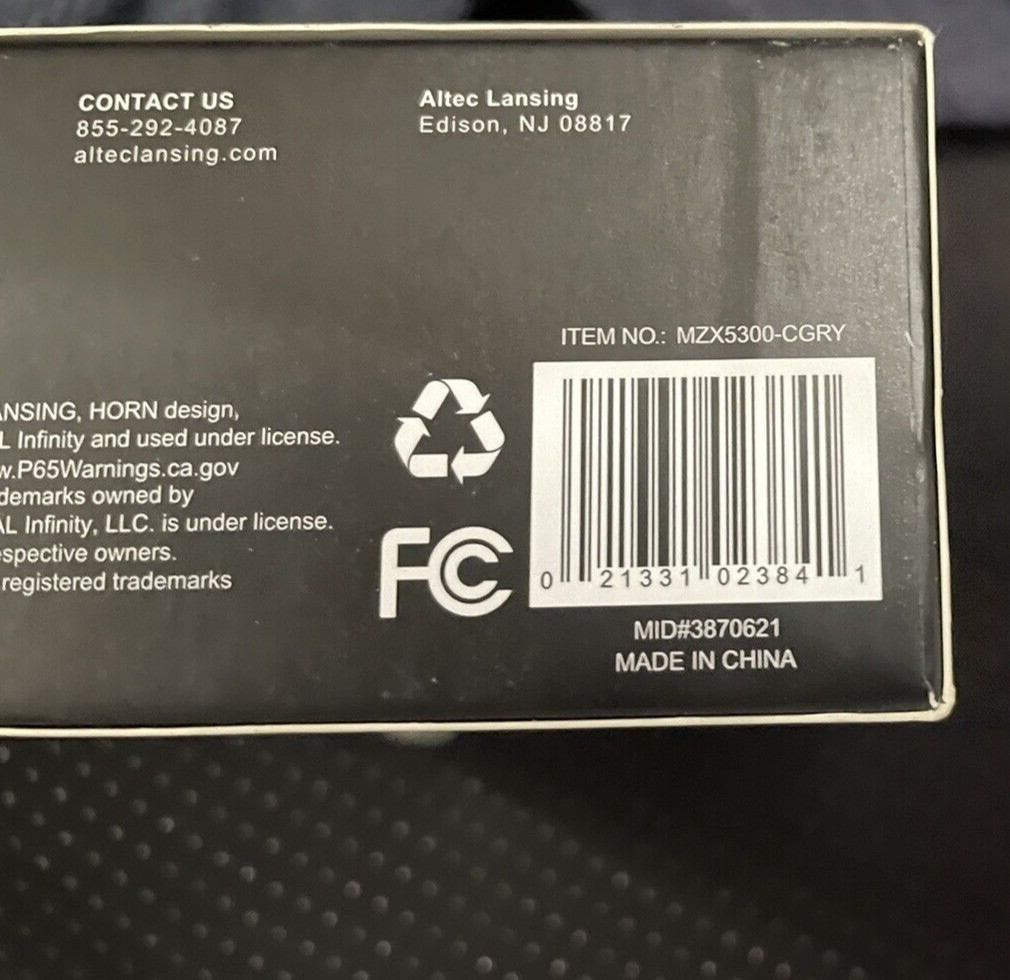 CONTACT US
855-292-4087
alteclansing.com
Altec Lansing
Edison, NJ 08817
ITEM NO.: MZX5300-CGRY
ANSING, HORN design,
L Infinity and used under license.
w.P65Warnings.ca.gov
demarks owned by
AL Infinity, LLC. is under license.
espective owners.
registered trademarks
FC
0 21331 02384 1
MID#3870621
MADE IN CHINA